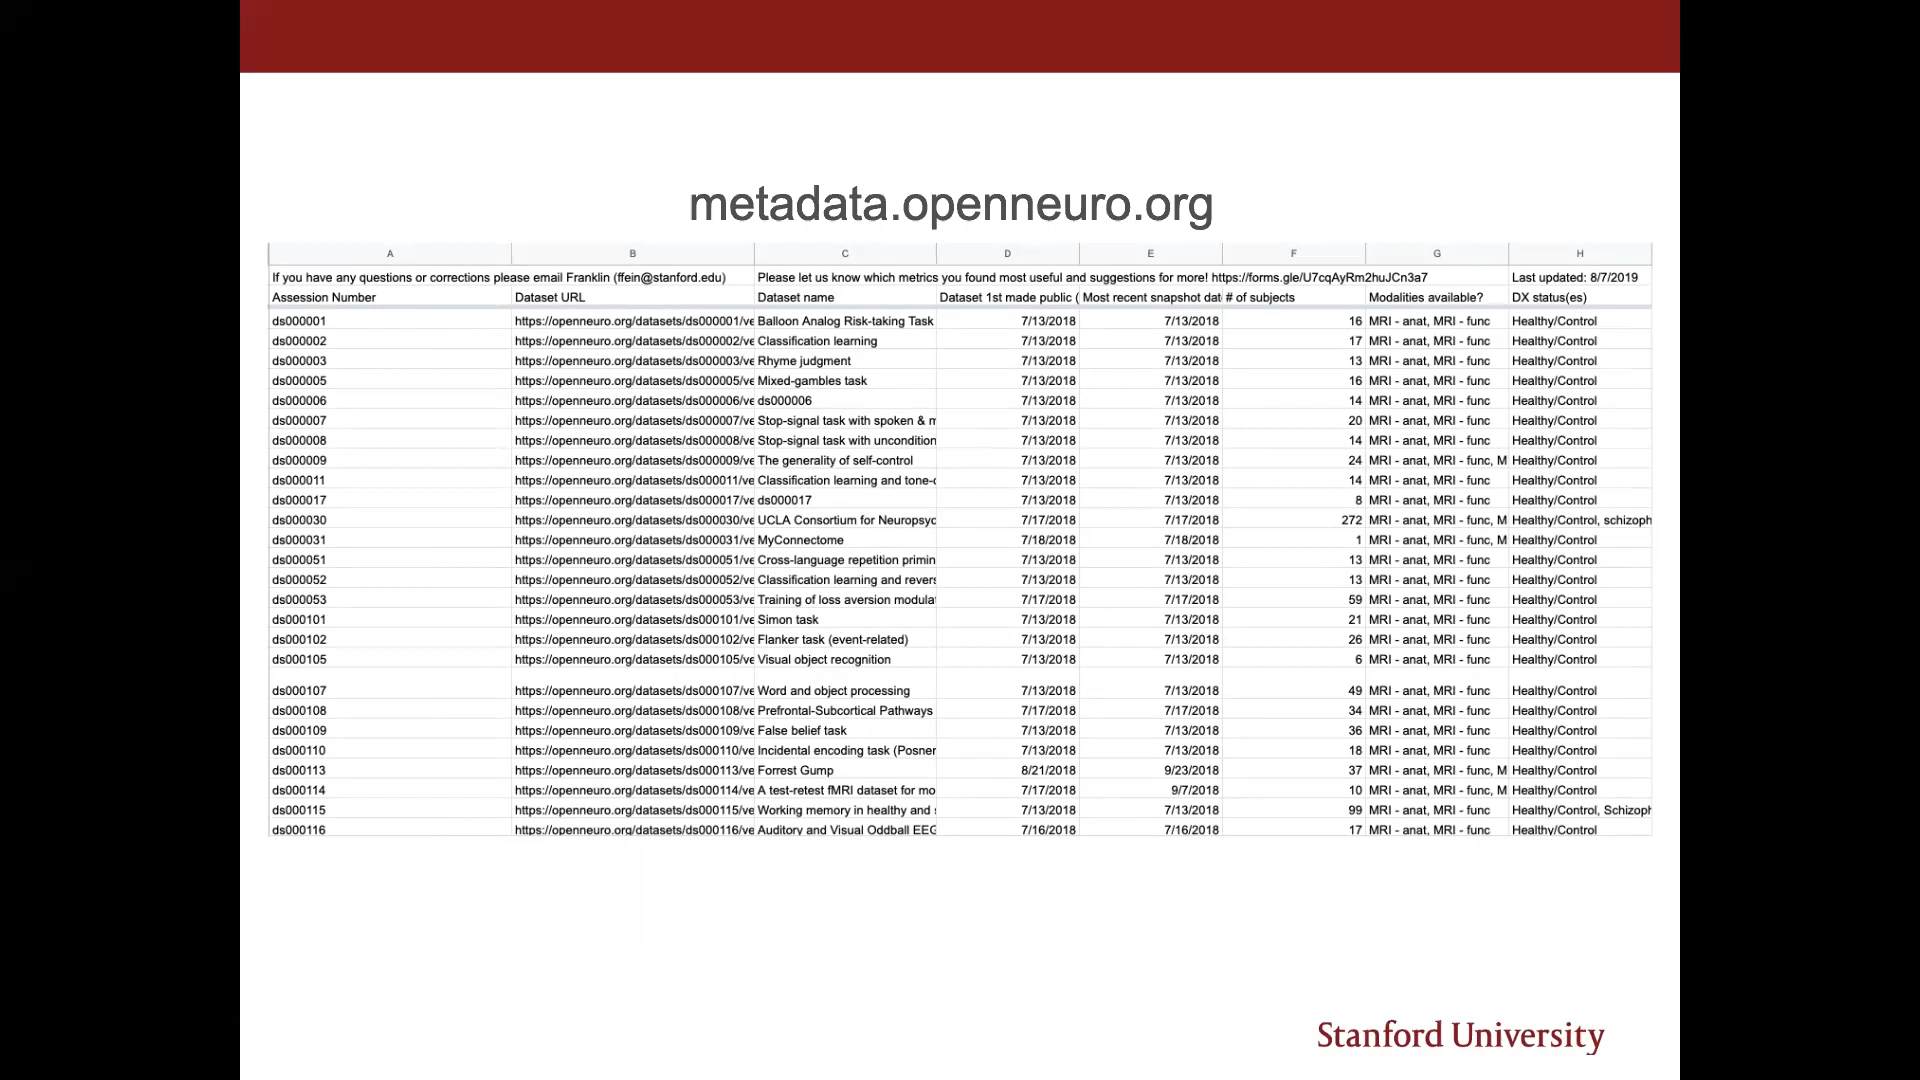 metadata.openneuro.org
A B C D E F G H
If you have any questions or corrections please email Franklin (ffein@stanford.edu) Please let us know which metrics you found most useful and suggestions for more! https://forms.gle/U7cqAyRm2huJCn3a7 Last updated: 8/7/2019
Assession Number Dataset URL Dataset name Dataset 1st made public ( Most recent snapshot dat # of subjects Modalities available? DX status(es)
ds000001 https://openneuro.org/datasets/ds000001/ve Balloon Analog Risk-taking Task 7/13/2018 7/13/2018 16 MRI - anat, MRI - func Healthy/Control
ds000002 https://openneuro.org/datasets/ds000002/ve Classification learning 7/13/2018 7/13/2018 17 MRI - anat, MRI - func Healthy/Control
ds000003 https://openneuro.org/datasets/ds000003/ve Rhyme judgment 7/13/2018 7/13/2018 13 MRI - anat, MRI - func Healthy/Control
ds000005 https://openneuro.org/datasets/ds000005/ve Mixed-gambles task 7/13/2018 7/13/2018 16 MRI - anat, MRI - func Healthy/Control
ds000006 https://openneuro.org/datasets/ds000006/ve ds000006 7/13/2018 7/13/2018 14 MRI - anat, MRI - func Healthy/Control
ds000007 https://openneuro.org/datasets/ds000007/ve Stop-signal task with spoken & m 7/13/2018 7/13/2018 20 MRI - anat, MRI - func Healthy/Control
ds000008 https://openneuro.org/datasets/ds000008/ve Stop-signal task with uncondition 7/13/2018 7/13/2018 14 MRI - anat, MRI - func Healthy/Control
ds000009 https://openneuro.org/datasets/ds000009/ve The generality of self-control 7/13/2018 7/13/2018 24 MRI - anat, MRI - func, M Healthy/Control
ds000011 https://openneuro.org/datasets/ds000011/ve Classification learning and tone-c 7/13/2018 7/13/2018 14 MRI - anat, MRI - func Healthy/Control
ds000017 https://openneuro.org/datasets/ds000017/ve ds000017 7/13/2018 7/13/2018 8 MRI - anat, MRI - func Healthy/Control
ds000030 https://openneuro.org/datasets/ds000030/ve UCLA Consortium for Neuropsyc 7/17/2018 7/17/2018 272 MRI - anat, MRI - func, M Healthy/Control, schizoph
ds000031 https://openneuro.org/datasets/ds000031/ve MyConnectome 7/18/2018 7/18/2018 1 MRI - anat, MRI - func, M Healthy/Control
ds000051 https://openneuro.org/datasets/ds000051/ve Cross-language repetition primin 7/13/2018 7/13/2018 13 MRI - anat, MRI - func Healthy/Control
ds000052 https://openneuro.org/datasets/ds000052/ve Classification learning and revers 7/13/2018 7/13/2018 13 MRI - anat, MRI - func Healthy/Control
ds000053 https://openneuro.org/datasets/ds000053/ve Training of loss aversion modulat 7/17/2018 7/17/2018 59 MRI - anat, MRI - func Healthy/Control
ds000101 https://openneuro.org/datasets/ds000101/ve Simon task 7/13/2018 7/13/2018 21 MRI - anat, MRI - func Healthy/Control
ds000102 https://openneuro.org/datasets/ds000102/ve Flanker task (event-related) 7/13/2018 7/13/2018 26 MRI - anat, MRI - func Healthy/Control
ds000105 https://openneuro.org/datasets/ds000105/ve Visual object recognition 7/13/2018 7/13/2018 6 MRI - anat, MRI - func Healthy/Control
ds000107 https://openneuro.org/datasets/ds000107/ve Word and object processing 7/13/2018 7/13/2018 49 MRI - anat, MRI - func Healthy/Control
ds000108 https://openneuro.org/datasets/ds000108/ve Prefrontal-Subcortical Pathways 7/17/2018 7/17/2018 34 MRI - anat, MRI - func Healthy/Control
ds000109 https://openneuro.org/datasets/ds000109/ve False belief task 7/13/2018 7/13/2018 36 MRI - anat, MRI - func Healthy/Control
ds000110 https://openneuro.org/datasets/ds000110/ve Incidental encoding task (Posner 7/13/2018 7/13/2018 18 MRI - anat, MRI - func Healthy/Control
ds000113 https://openneuro.org/datasets/ds000113/ve Forrest Gump 8/21/2018 9/23/2018 37 MRI - anat, MRI - func, M Healthy/Control
ds000114 https://openneuro.org/datasets/ds000114/ve A test-retest fMRI dataset for mo 7/17/2018 9/7/2018 10 MRI - anat, MRI - func, M Healthy/Control
ds000115 https://openneuro.org/datasets/ds000115/ve Working memory in healthy and s 7/13/2018 7/13/2018 99 MRI - anat, MRI - func Healthy/Control, Schizoph
ds000116 https://openneuro.org/datasets/ds000116/ve Auditory and Visual Oddball EEG 7/16/2018 7/16/2018 17 MRI - anat, MRI - func Healthy/Control
Stanford University